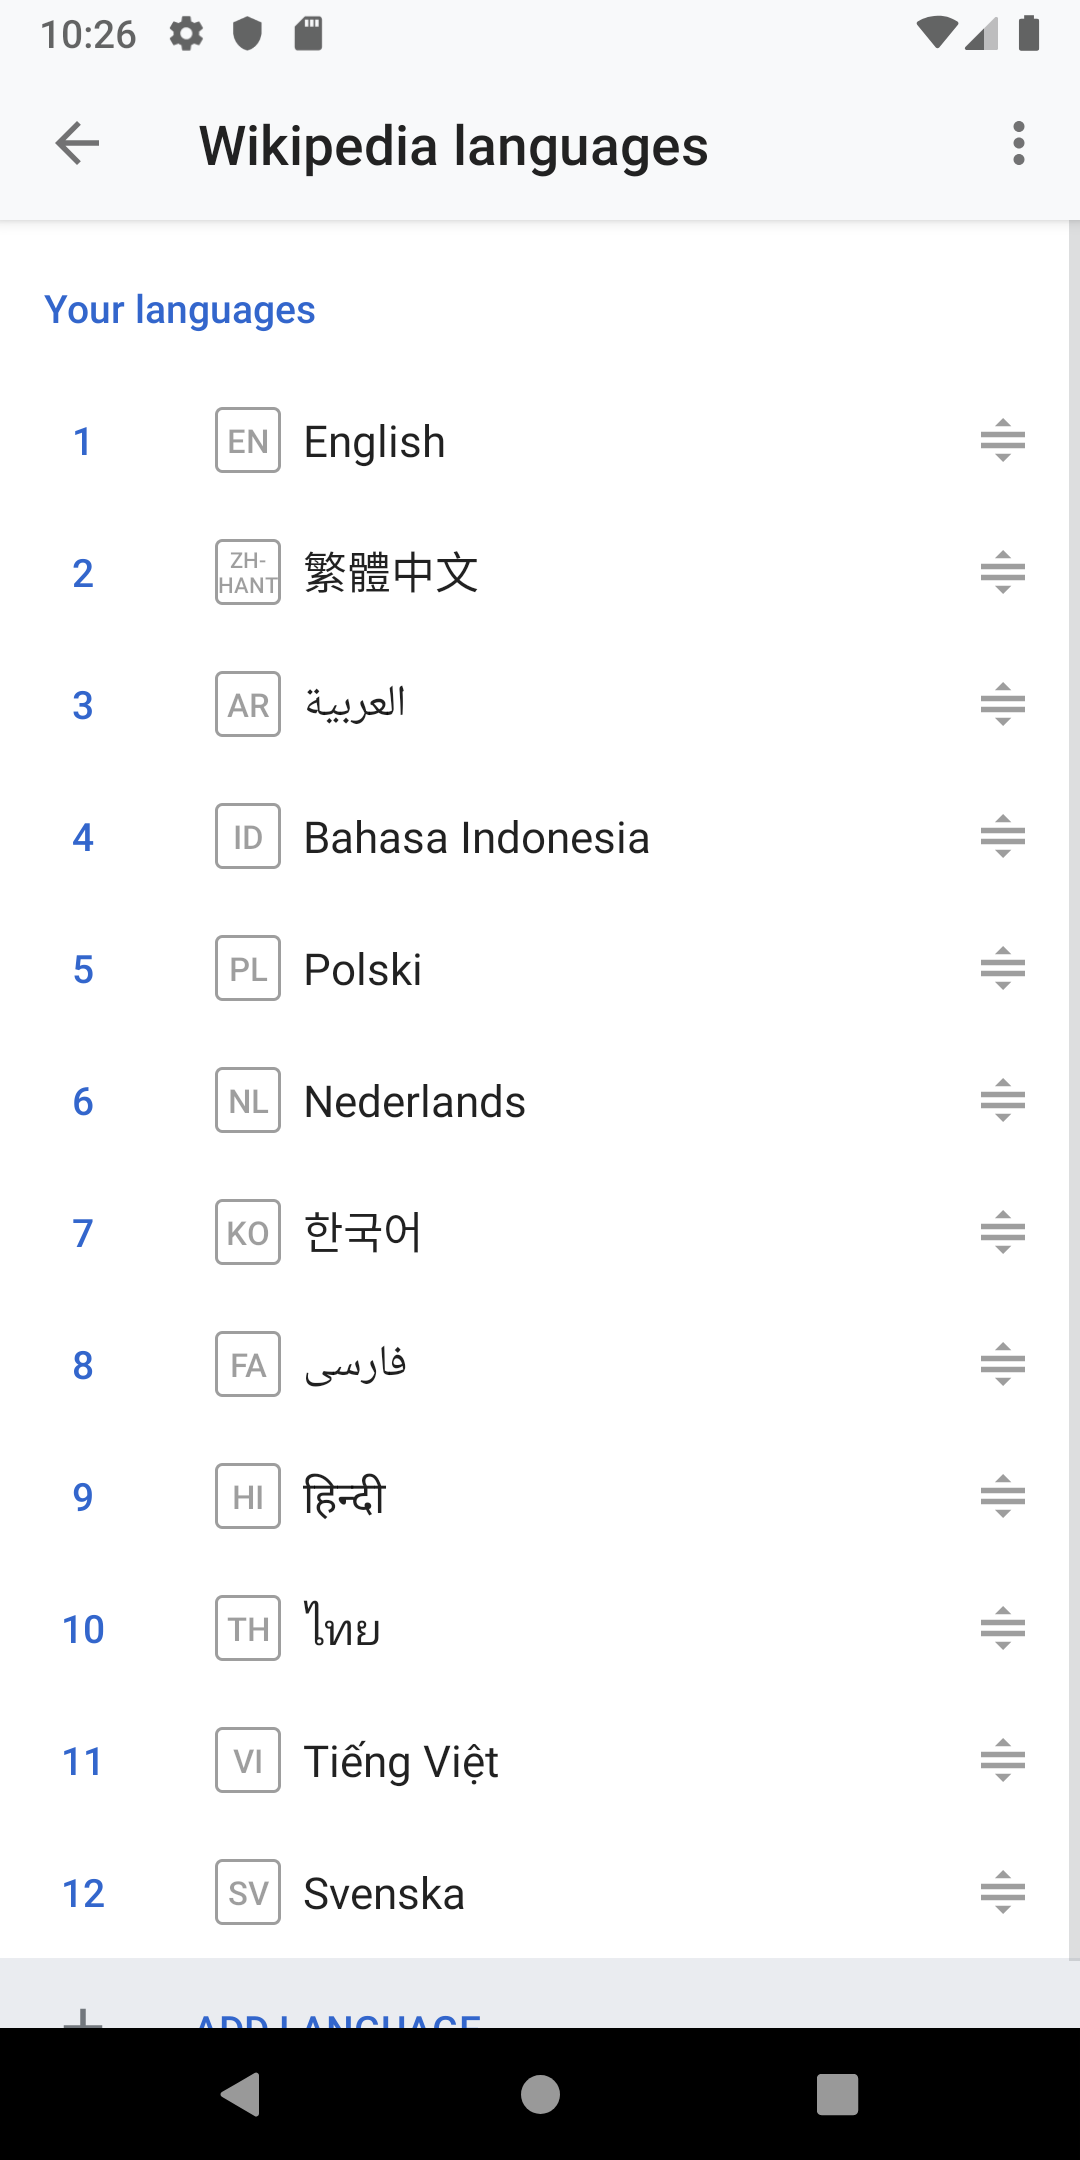 10:26
Wikipedia languages
Your languages
1 EN English
2 ZH-HANT 繁體中文
3 AR العربية
4 ID Bahasa Indonesia
5 PL Polski
6 NL Nederlands
7 KO 한국어
8 FA فارسی
9 HI हिन्दी
10 TH ไทย
11 VI Tiếng Việt
12 SV Svenska
ADD LANGUAGE